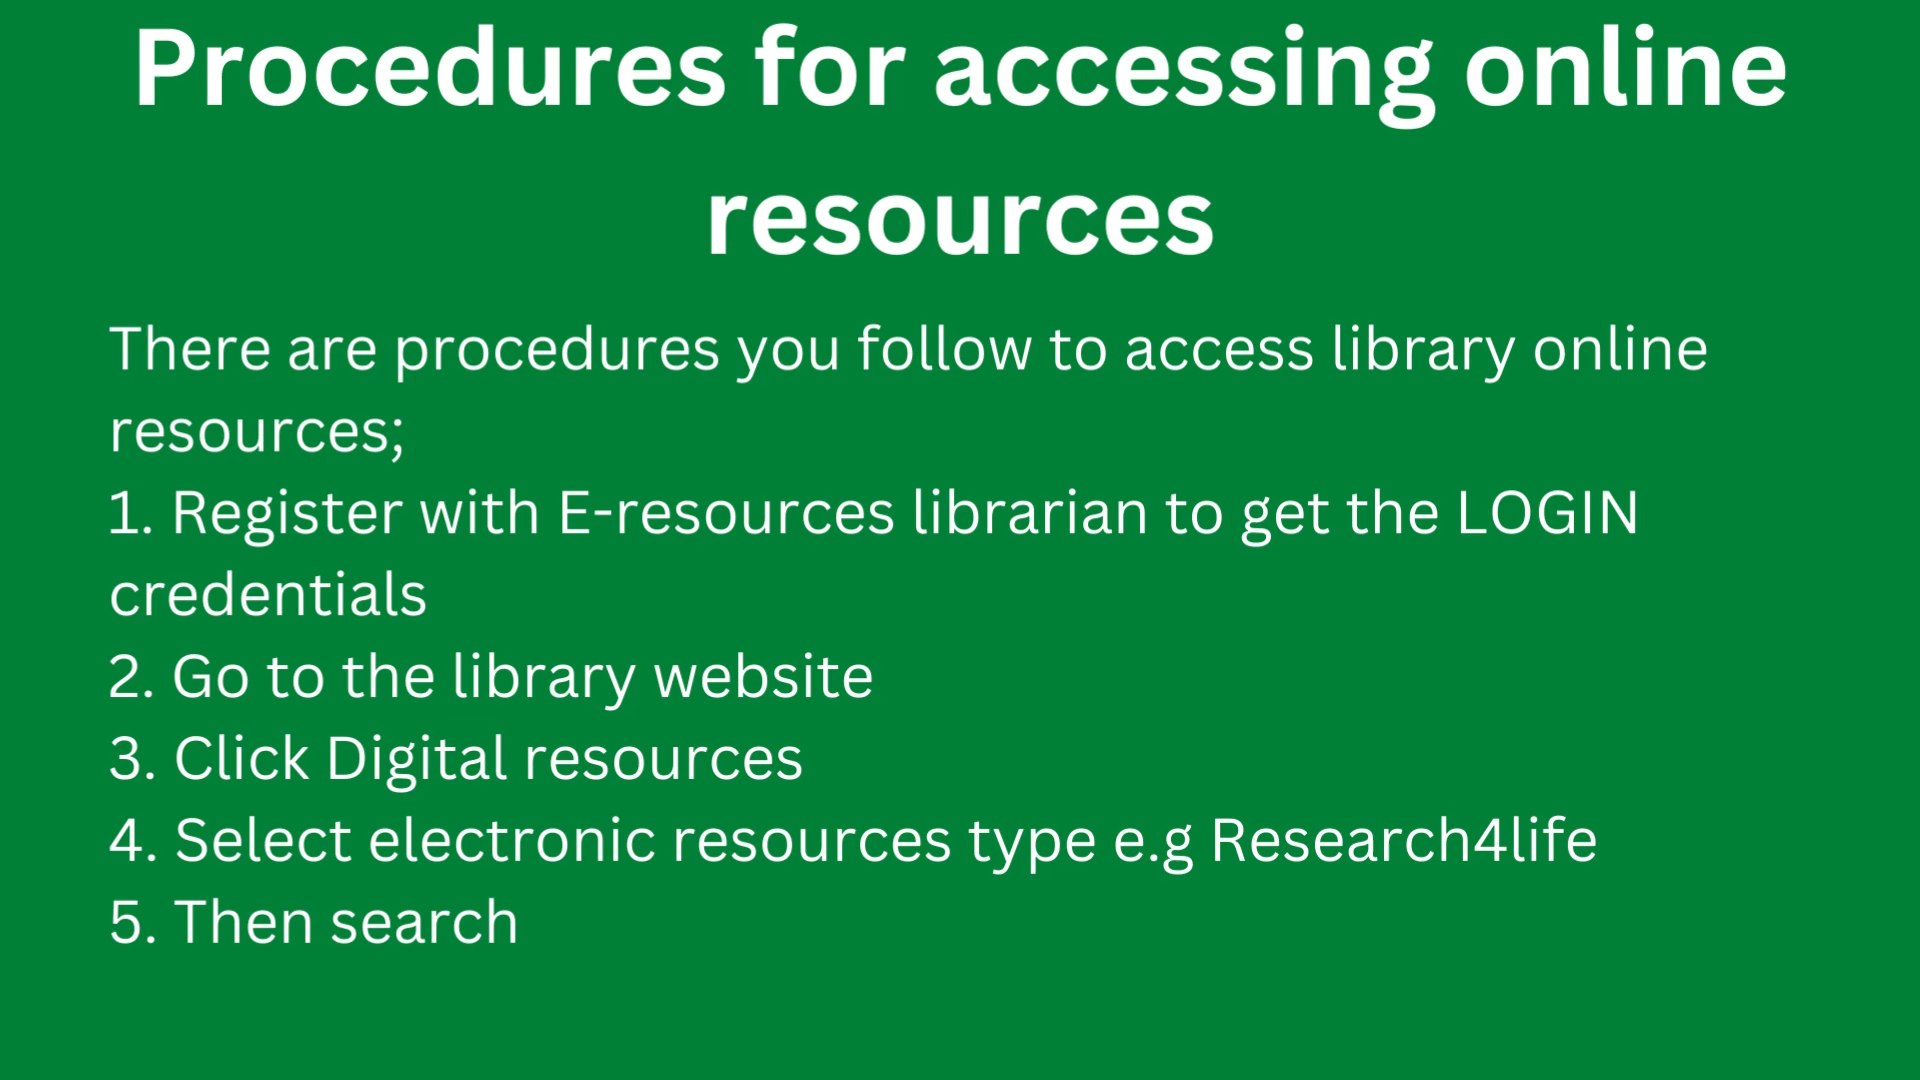 Procedures for accessing online
resources
There are procedures you follow to access library online
resources;
1. Register with E-resources librarian to get the LOGIN
credentials
2. Go to the library website
3. Click Digital resources
4. Select electronic resources type e.g Research4life
5. Then search